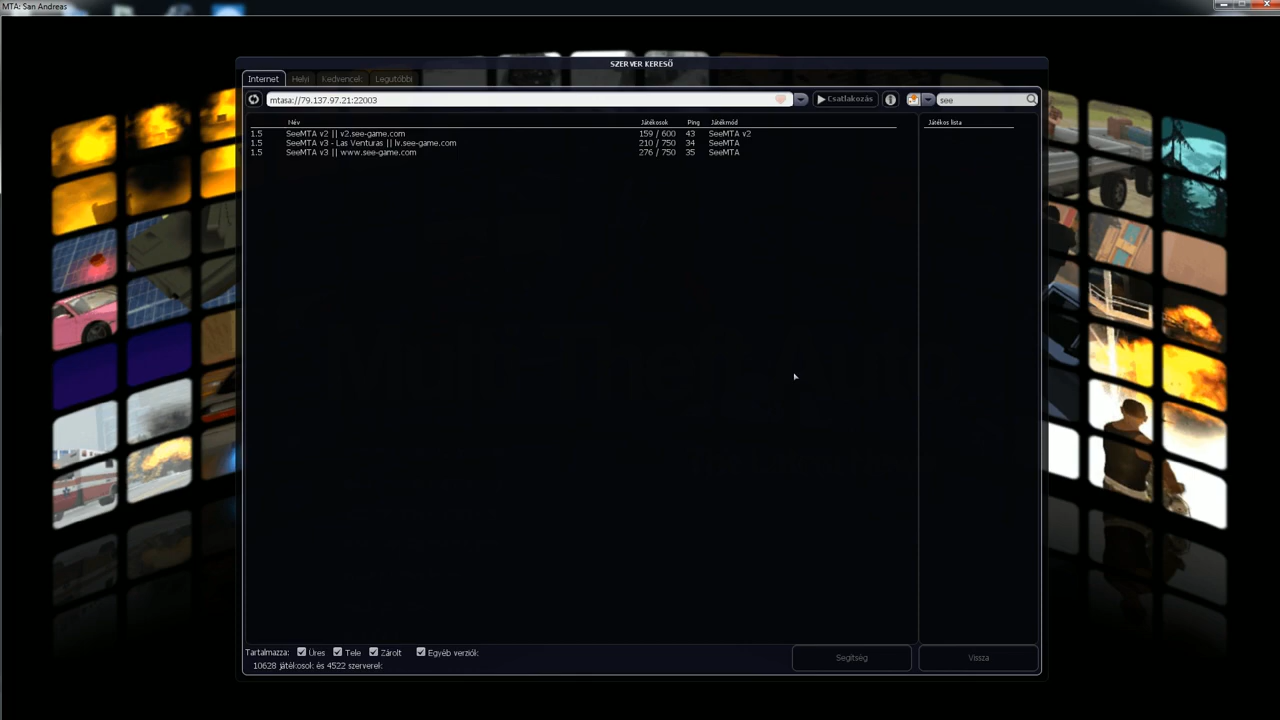 MTA: San Andreas
SZERVER KERESŐ
Internet Helyi Kedvencek Legutóbbi
mtasa://79.137.97.21:22003 Csatlakozás see
Név Játékosok Ping Játékmód Játékos lista
1.5 SeeMTA v2 || v2.see-game.com 159 / 600 43 SeeMTA v2
1.5 SeeMTA v3 - Las Venturas || lv.see-game.com 210 / 750 34 SeeMTA
1.5 SeeMTA v3 || www.see-game.com 276 / 750 35 SeeMTA
Tartalmazza: Üres Tele Zárolt Egyéb verziók
10628 játékosok és 4522 szerverek
Segítség Vissza